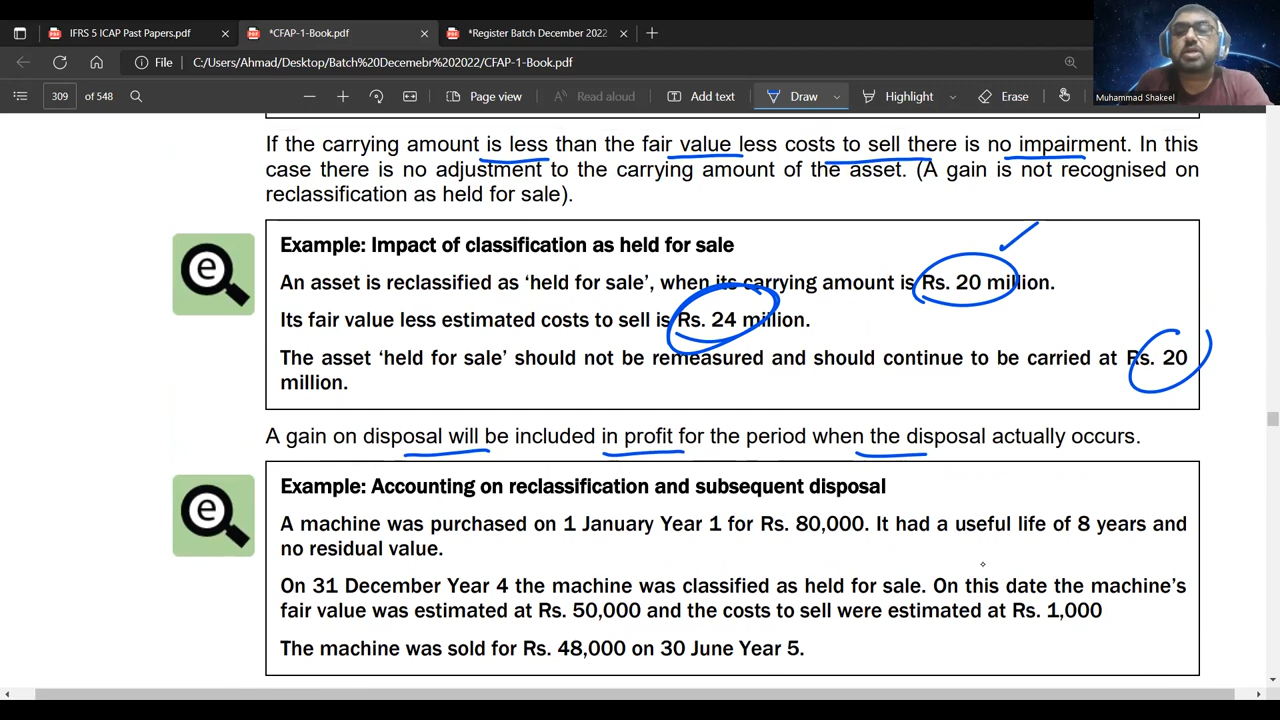 IFRS 5 ICAP Past Papers.pdf
*CFAP-1-Book.pdf
*Register Batch December 2022
File
C:/Users/Ahmad/Desktop/Batch%20Decemebr%202022/CFAP-1-Book.pdf
309 of 548
Page view
Read aloud
Add text
Draw
Highlight
Erase
Muhammad Shakeel
If the carrying amount is less than the fair value less costs to sell there is no impairment. In this
case there is no adjustment to the carrying amount of the asset. (A gain is not recognised on
reclassification as held for sale).
e
Example: Impact of classification as held for sale
An asset is reclassified as ‘held for sale’, when its carrying amount is Rs. 20 million.
Its fair value less estimated costs to sell is Rs. 24 million.
The asset ‘held for sale’ should not be remeasured and should continue to be carried at Rs. 20
million.
A gain on disposal will be included in profit for the period when the disposal actually occurs.
e
Example: Accounting on reclassification and subsequent disposal
A machine was purchased on 1 January Year 1 for Rs. 80,000. It had a useful life of 8 years and
no residual value.
On 31 December Year 4 the machine was classified as held for sale. On this date the machine’s
fair value was estimated at Rs. 50,000 and the costs to sell were estimated at Rs. 1,000
The machine was sold for Rs. 48,000 on 30 June Year 5.